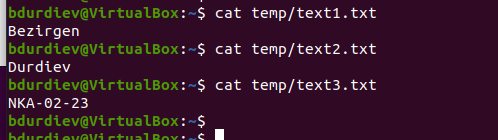 bdurdiev@VirtualBox:~$ cat temp/text1.txt
Bezirgen
bdurdiev@VirtualBox:~$ cat temp/text2.txt
Durdiev
bdurdiev@VirtualBox:~$ cat temp/text3.txt
NKA-02-23
bdurdiev@VirtualBox:~$
bdurdiev@VirtualBox:~$